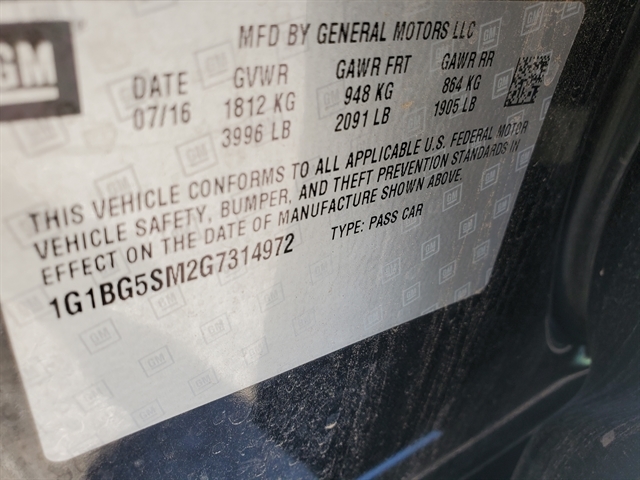 GM
MFD BY GENERAL MOTORS LLC
DATE GVWR GAWR FRT GAWR RR
07/16 1812 KG 948 KG 864 KG
3996 LB 2091 LB 1905 LB
THIS VEHICLE CONFORMS TO ALL APPLICABLE U.S. FEDERAL MOTOR
VEHICLE SAFETY, BUMPER, AND THEFT PREVENTION STANDARDS IN
EFFECT ON THE DATE OF MANUFACTURE SHOWN ABOVE.
1G1BG5SM2G7314972 TYPE: PASS CAR